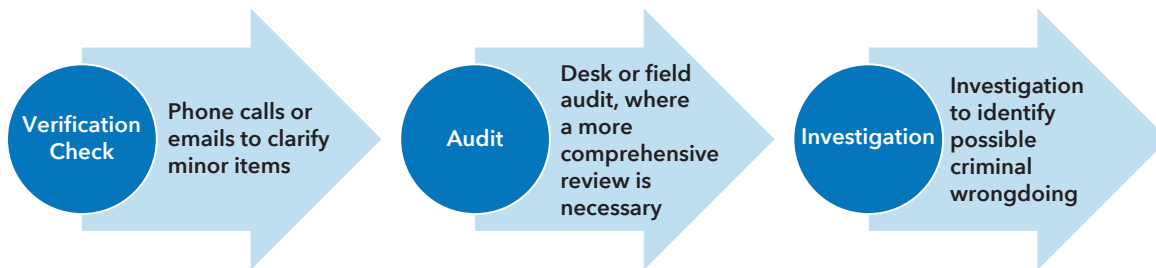 Verification
Check
Phone calls or
emails to clarify
minor items
Audit
Desk or field
audit, where
a more
comprehensive
review is
necessary
Investigation
Investigation
to identify
possible
criminal
wrongdoing